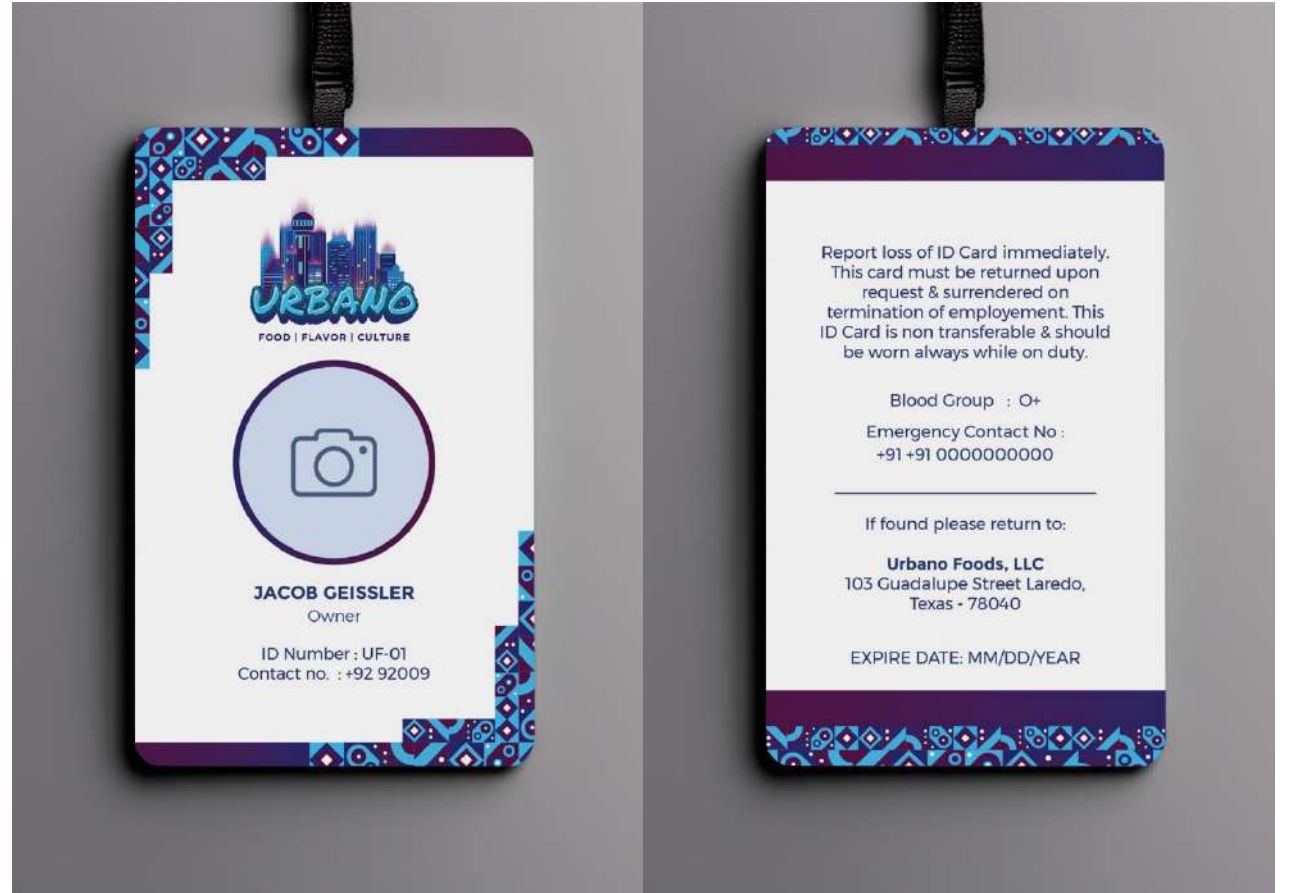 URBANO
FOOD | FLAVOR | CULTURE
JACOB GEISSLER
Owner
ID Number : UF-01
Contact no. : +92 92009
Report loss of ID Card immediately.
This card must be returned upon
request & surrendered on
termination of employement. This
ID Card is non transferable & should
be worn always while on duty.
Blood Group : O+
Emergency Contact No :
+91 +91 0000000000
If found please return to:
Urbano Foods, LLC
103 Guadalupe Street Laredo,
Texas - 78040
EXPIRE DATE: MM/DD/YEAR